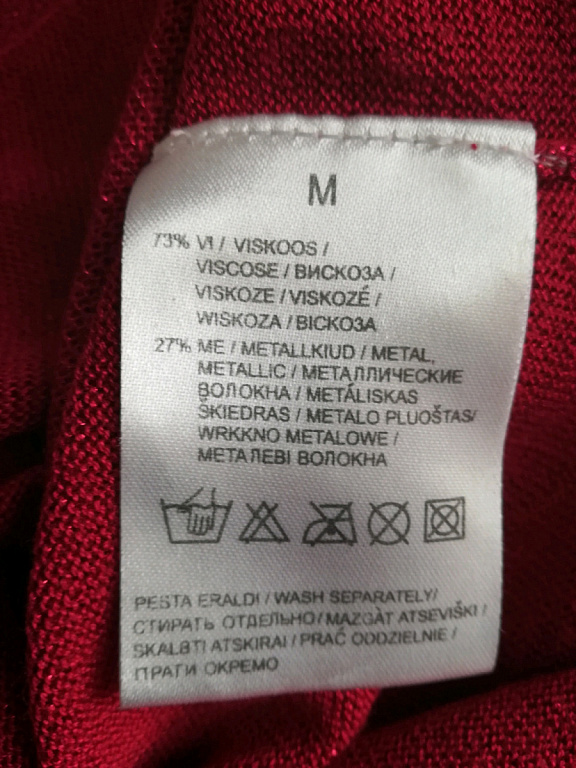 M
73% VI / VISKOOS /
VISCOSE / ВИСКОЗА /
VISKOZE / VISKOZĖ /
WISKOZA / ВІСКОЗА
27% ME / METALLKIUD / METAL,
METALLIC / МЕТАЛЛИЧЕСКИЕ
ВОЛОКНА / METĀLISKAS
ŠĶIEDRAS / METALO PLUOŠTAS/
WRKKNO METALOWE /
МЕТАЛЕВІ ВОЛОКНА
PESTA ERALDI / WASH SEPARATELY/
СТИРАТЬ ОТДЕЛЬНО/ MAZGĀT ATSEVIŠĶI /
SKALBTI ATSKIRAI / PRAĆ ODDZIELNIE /
ПРАТИ ОКРЕМО